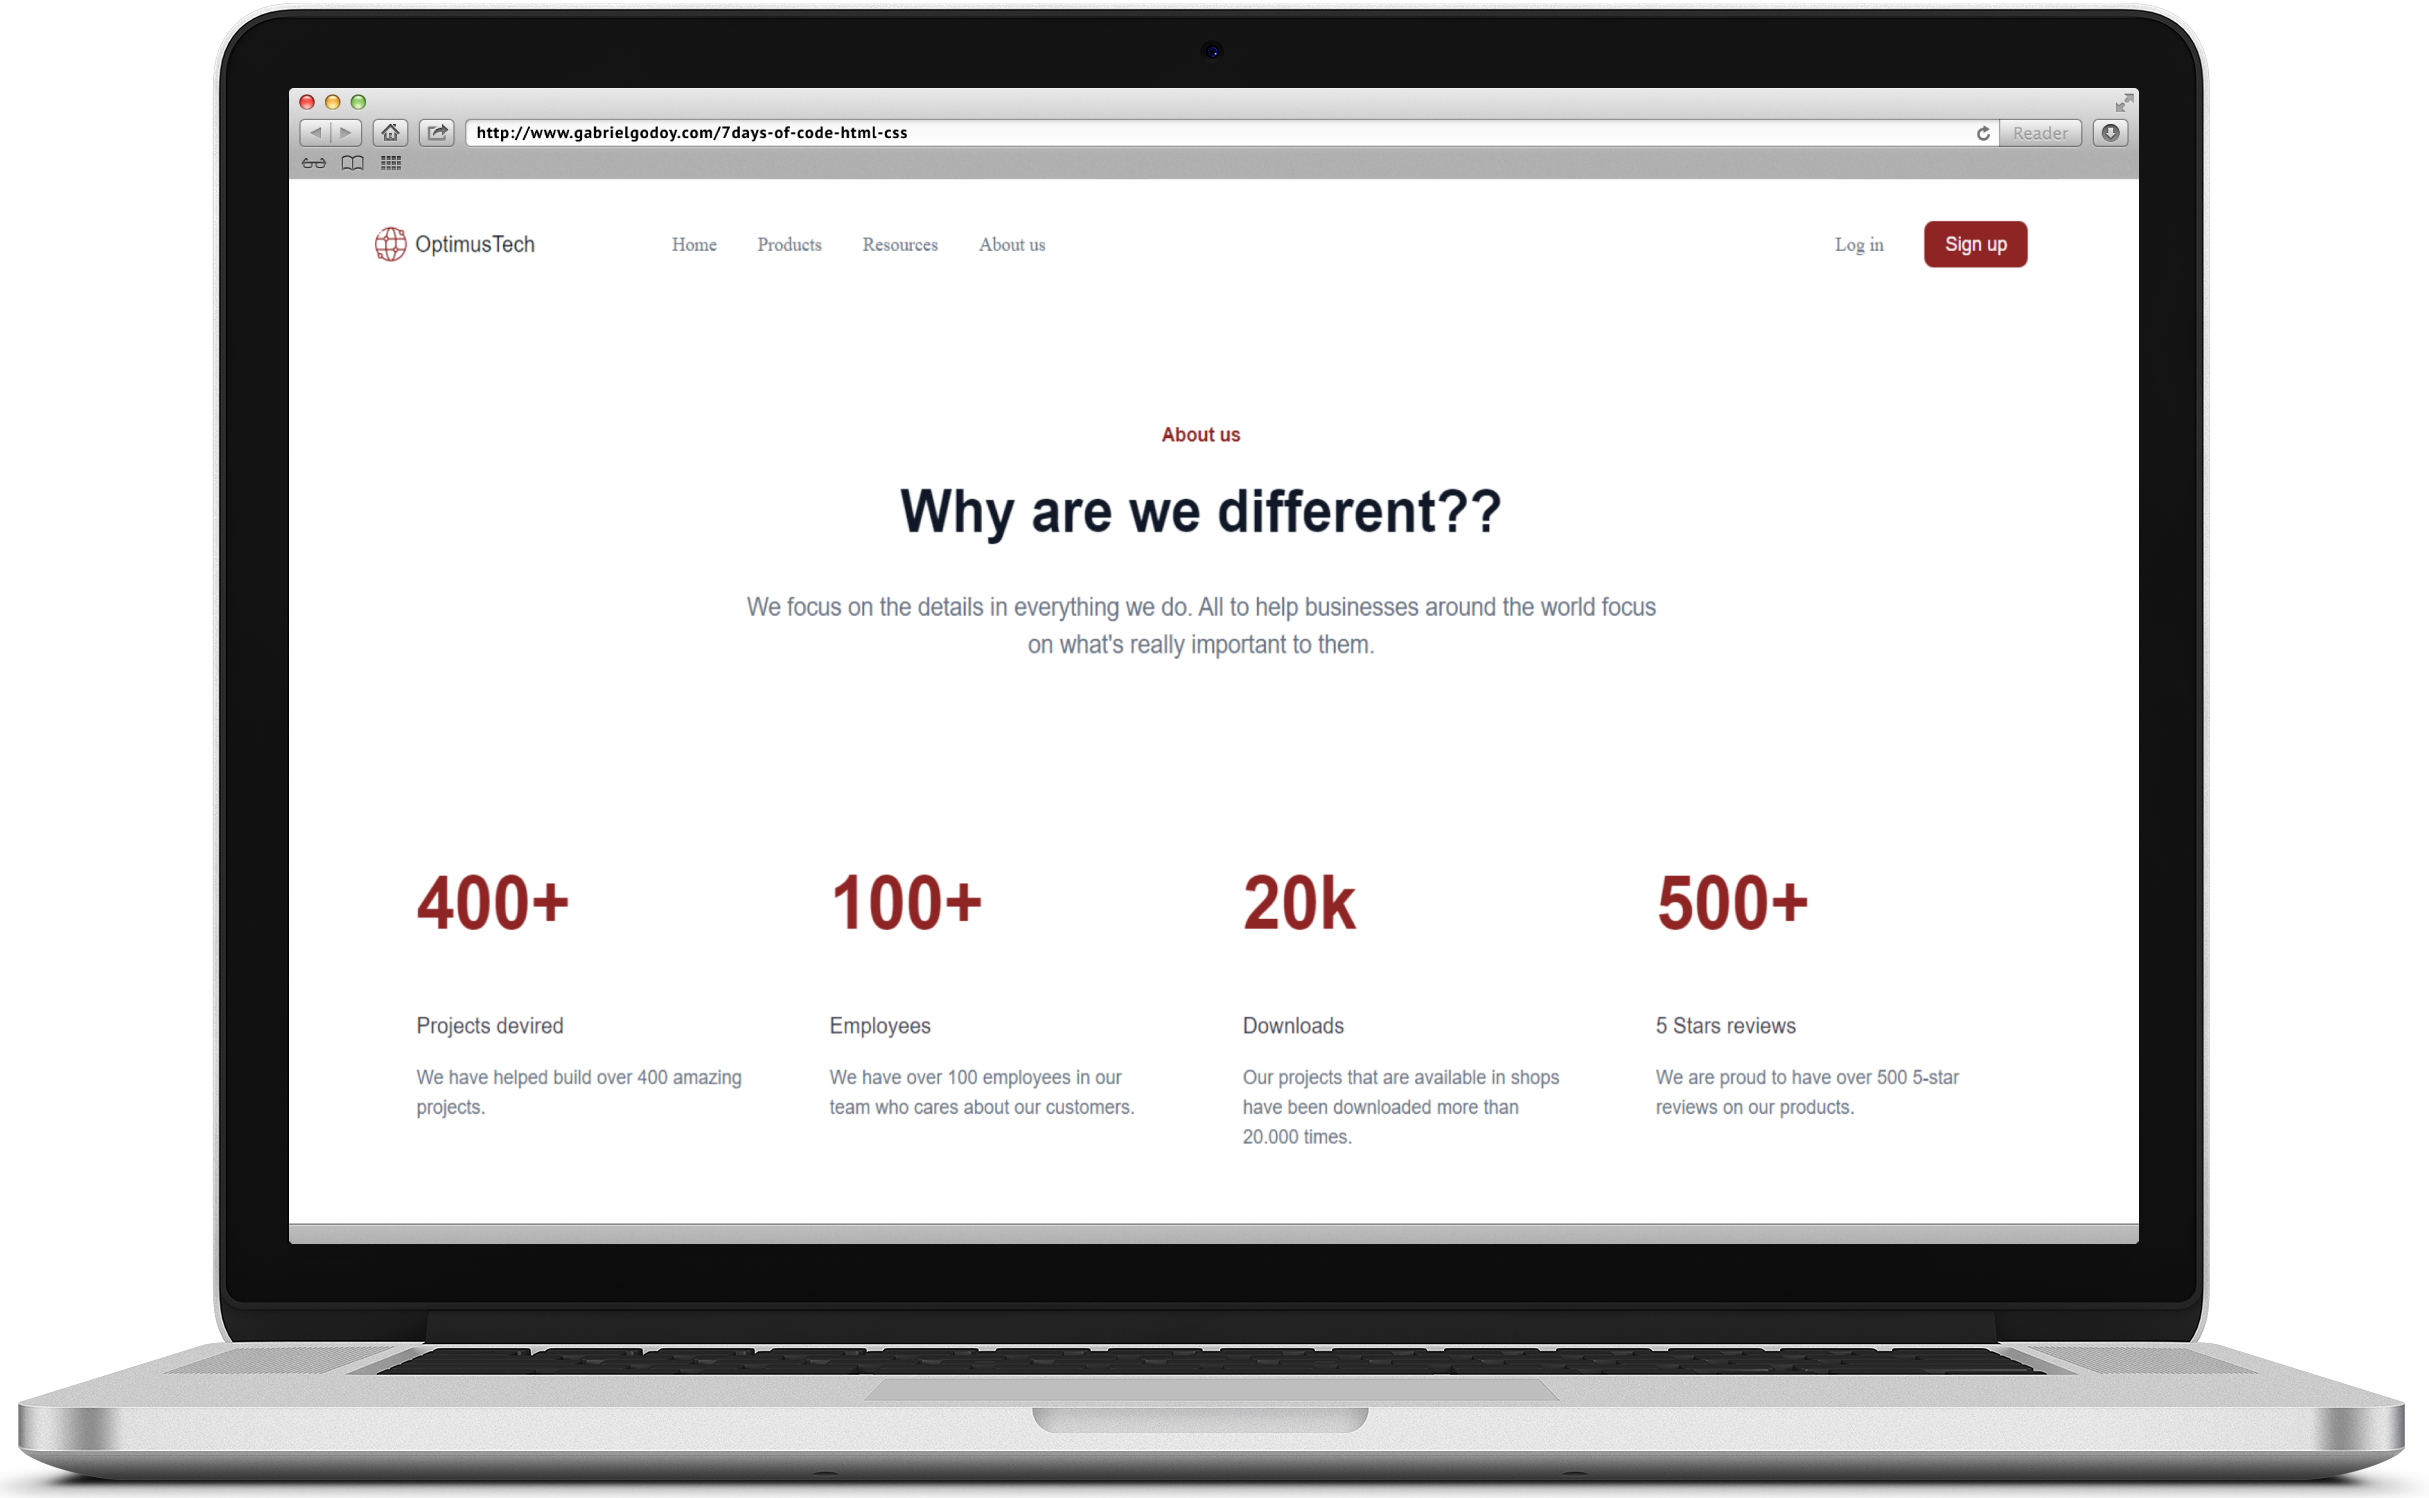 http://www.gabrielgodoy.com/7days-of-code-html-css
Reader
OptimusTech
Home
Products
Resources
About us
Log in
Sign up
About us
Why are we different??
We focus on the details in everything we do. All to help businesses around the world focus
on what's really important to them.
400+
100+
20k
500+
Projects devired
Employees
Downloads
5 Stars reviews
We have helped build over 400 amazing
projects.
We have over 100 employees in our
team who cares about our customers.
Our projects that are available in shops
have been downloaded more than
20.000 times.
We are proud to have over 500 5-star
reviews on our products.